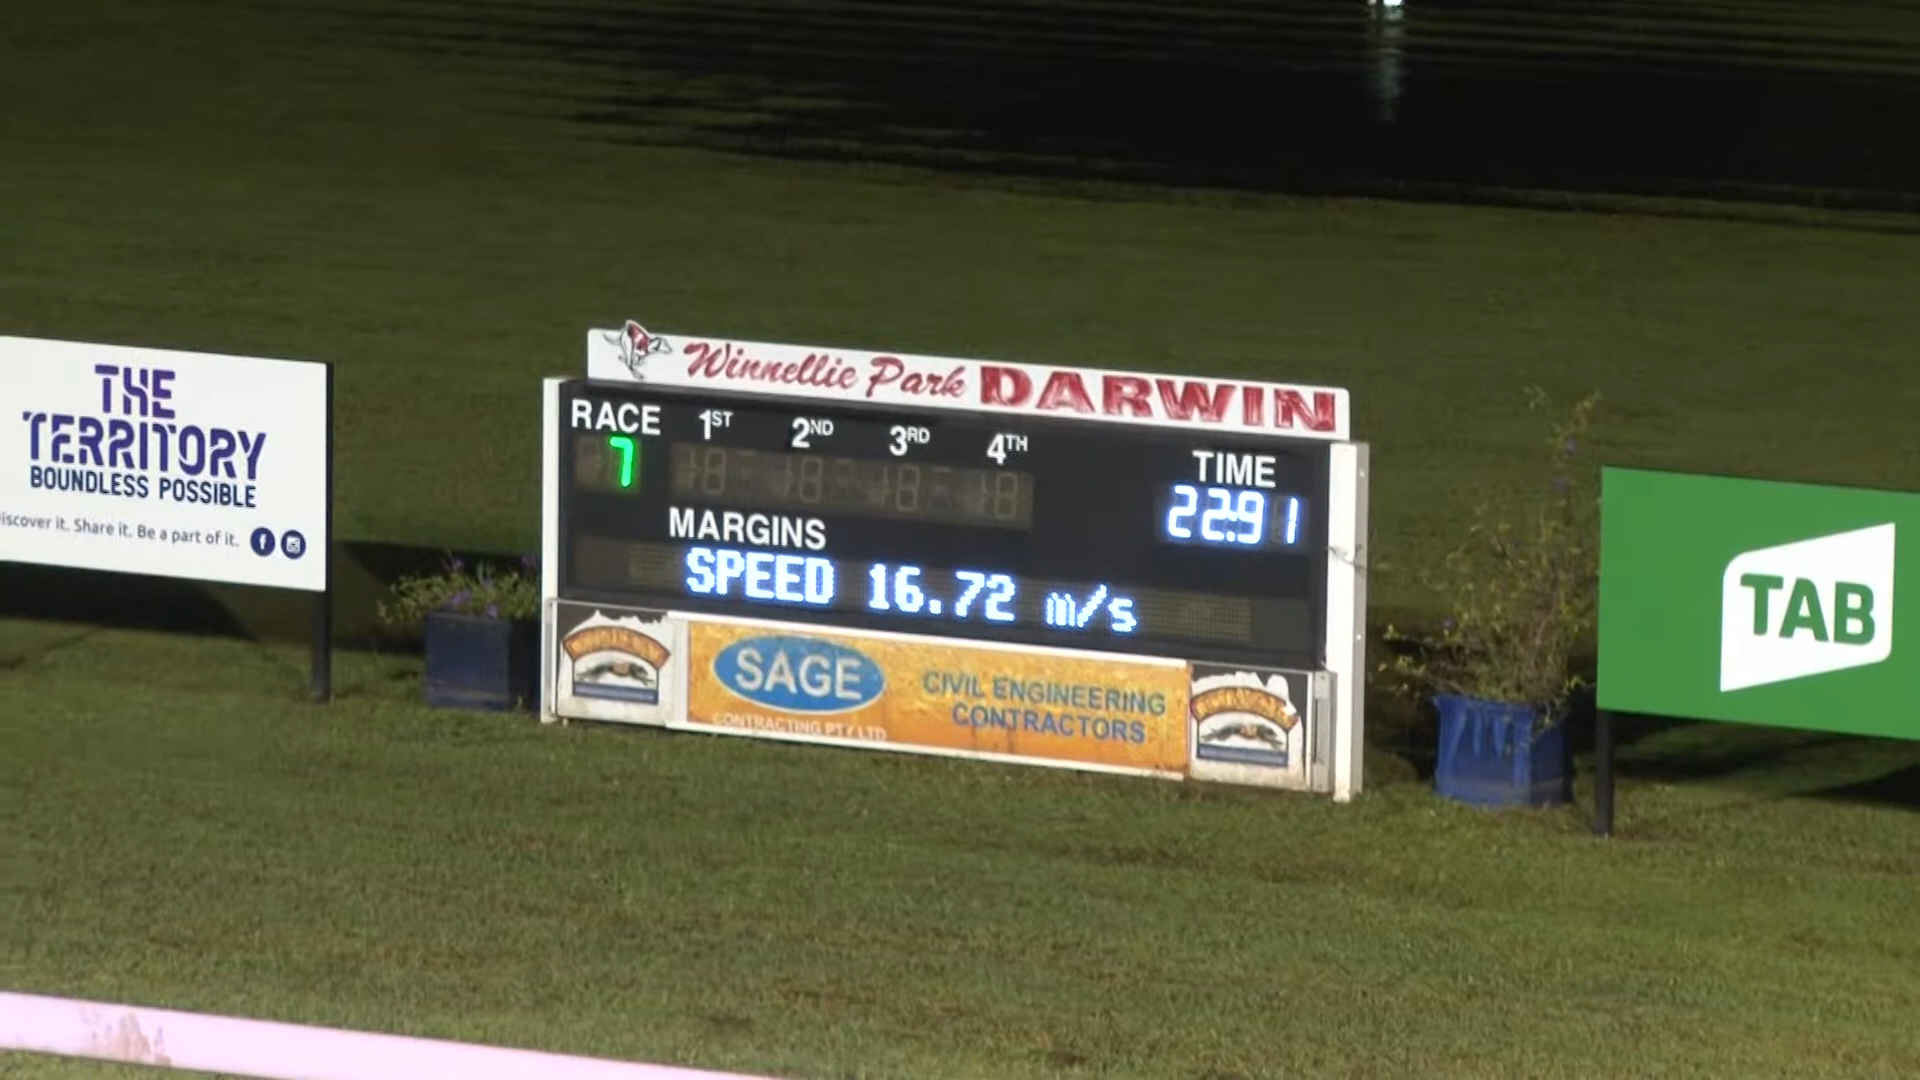 THE
TERRITORY
BOUNDLESS POSSIBLE
iscover it. Share it. Be a part of it.
Winnellie Park DARWIN
RACE 1ST 2ND 3RD 4TH TIME
7 22.91
MARGINS
SPEED 16.72 m/s
SAGE
CONTRACTING PTY LTD
CIVIL ENGINEERING
CONTRACTORS
TAB